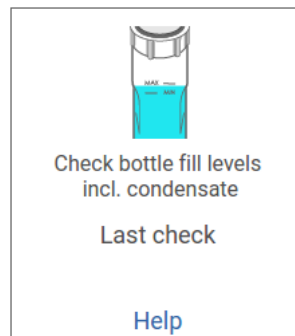 MAX
MIN
Check bottle fill levels
incl. condensate
Last check
Help